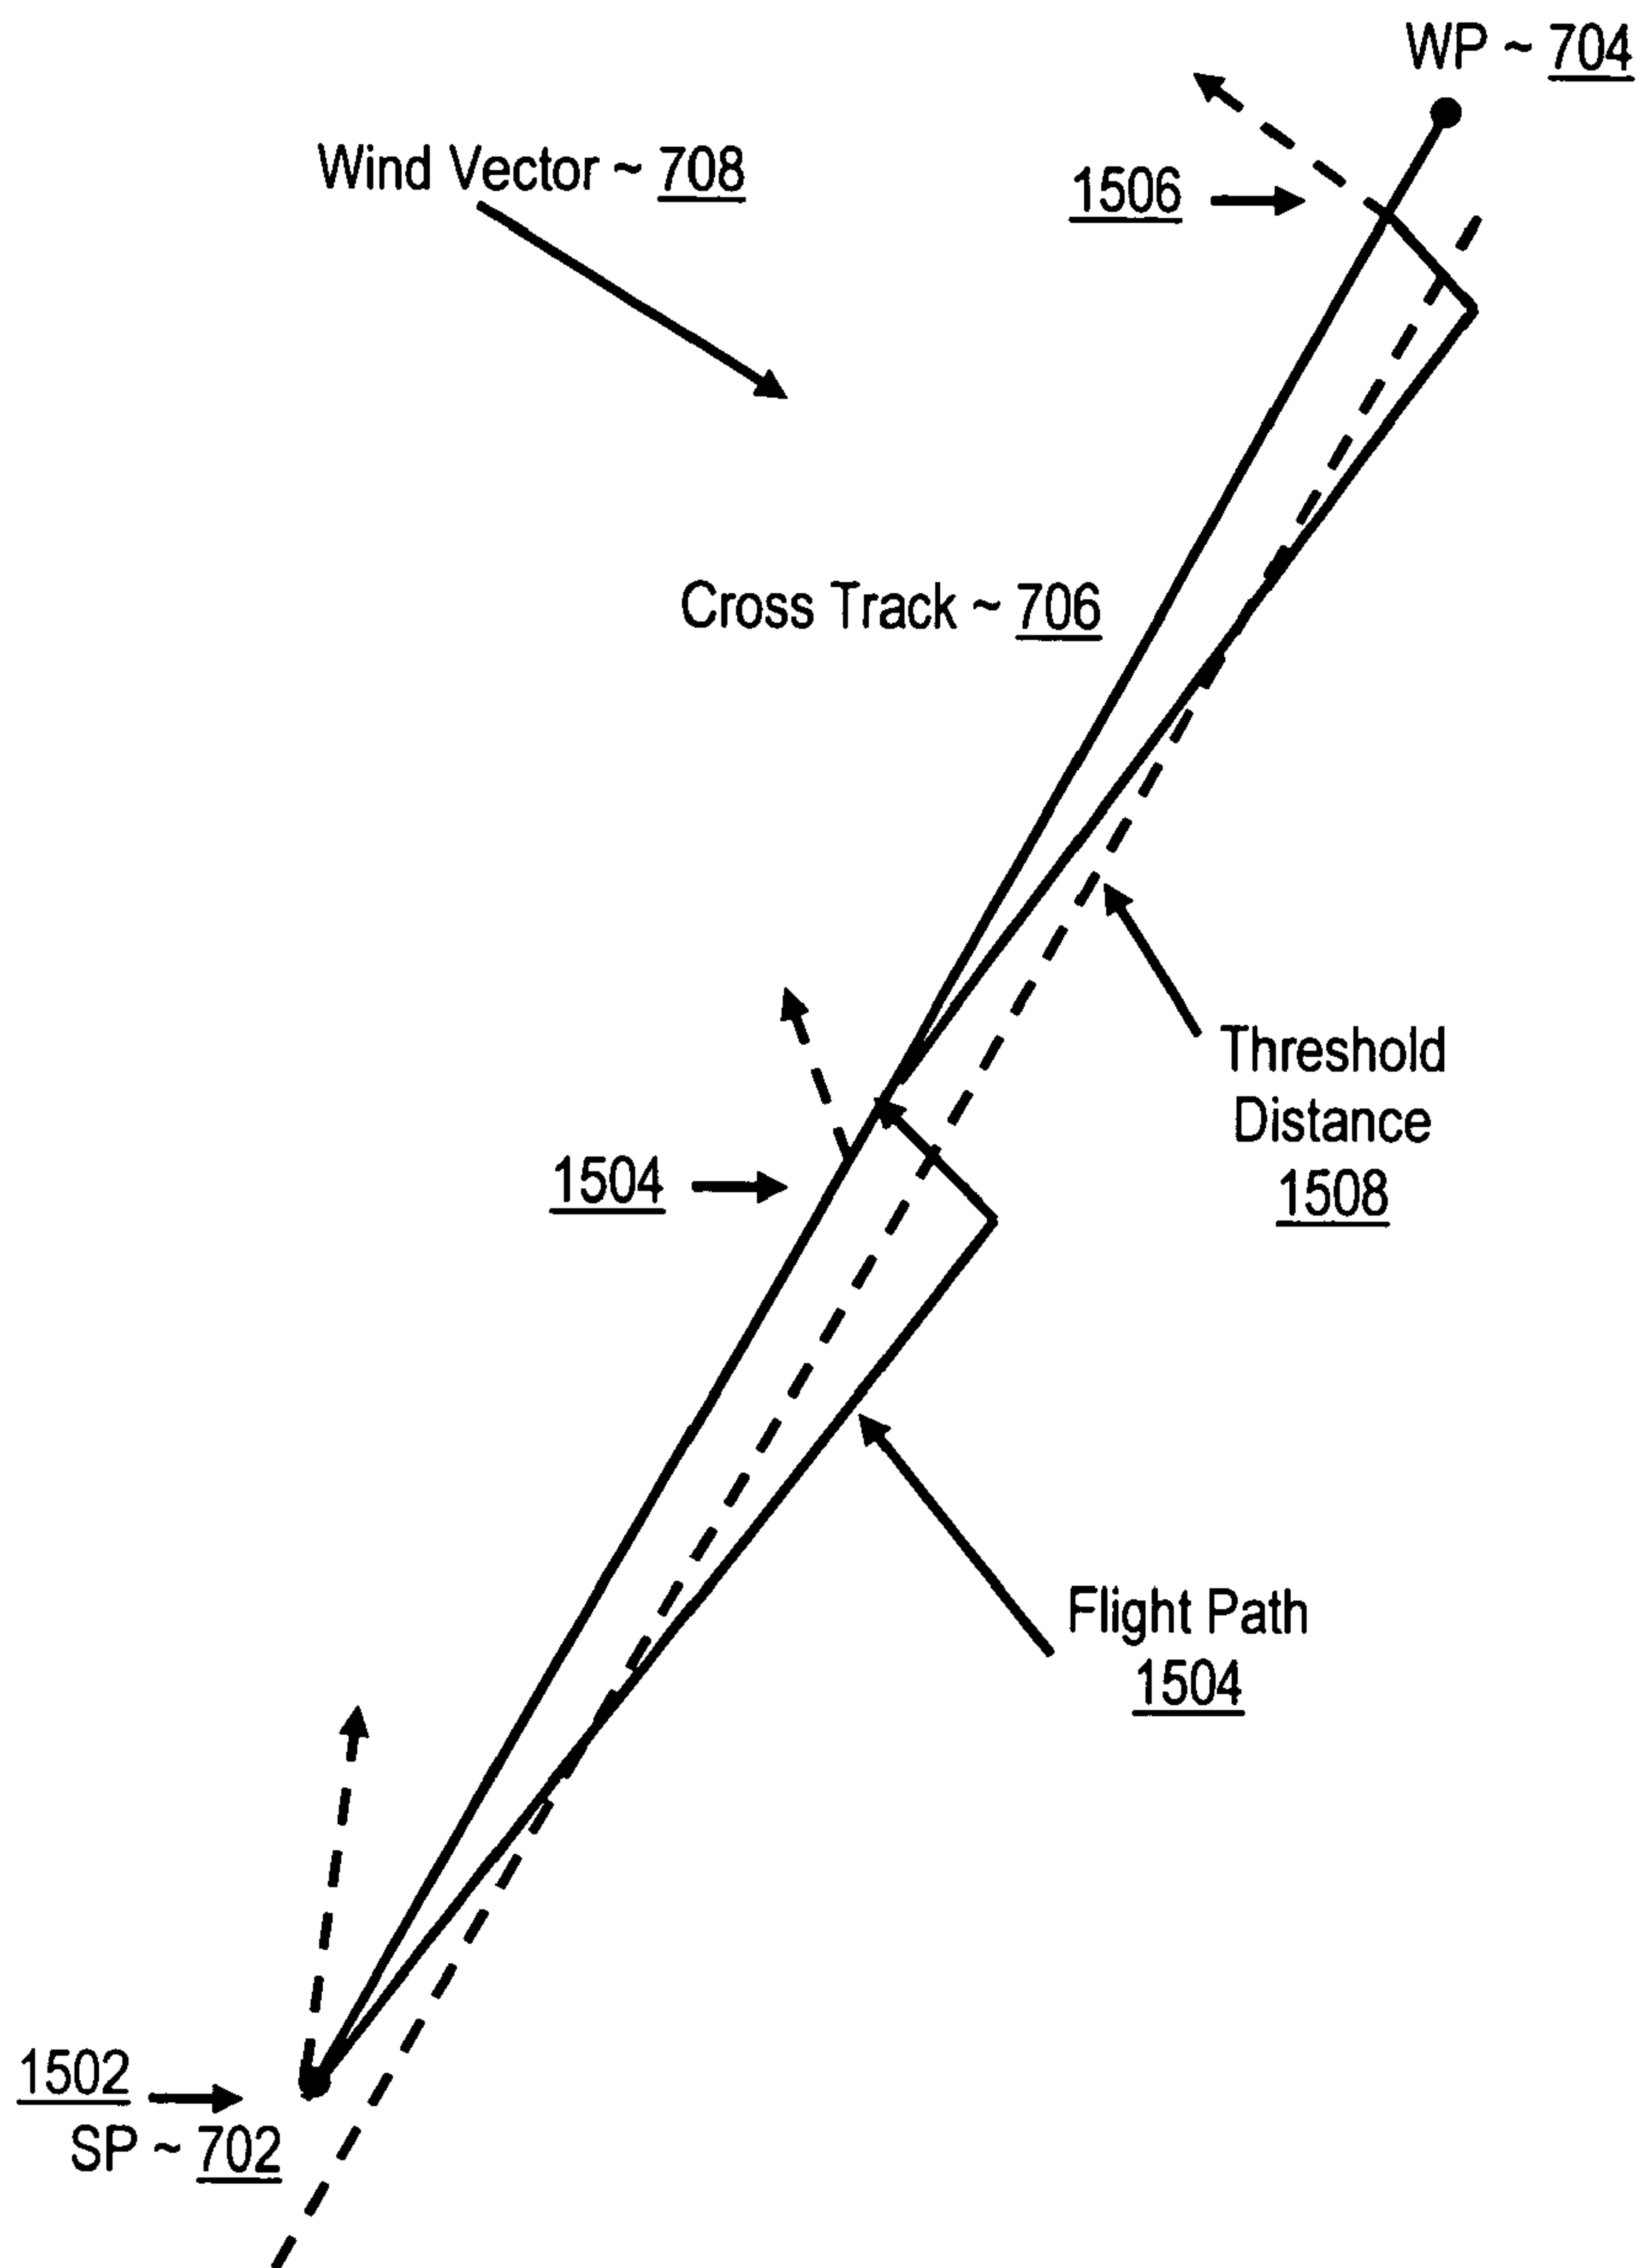 WP ~ 704
Wind Vector ~ 708
1506
Cross Track ~ 706
Threshold
Distance
1508
1504
Flight Path
1504
1502
SP ~ 702